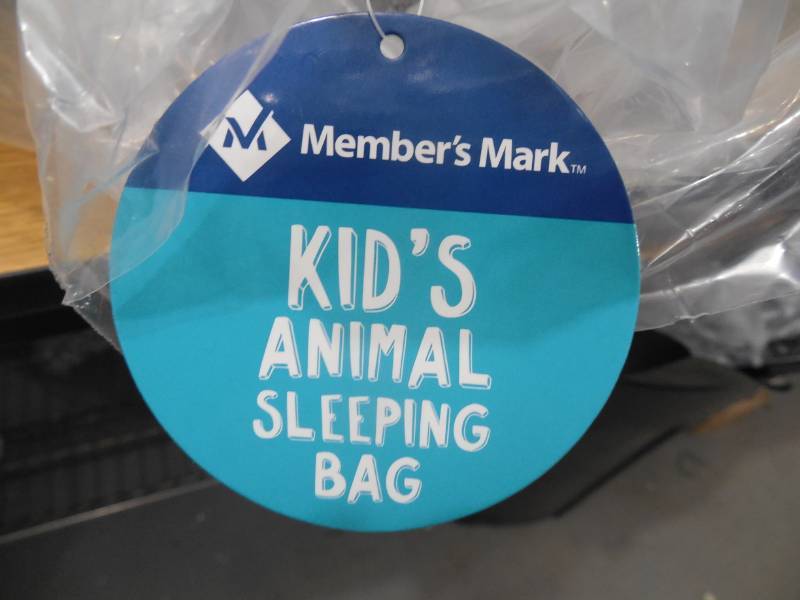 Member's Mark™
KID'S
ANIMAL
SLEEPING
BAG